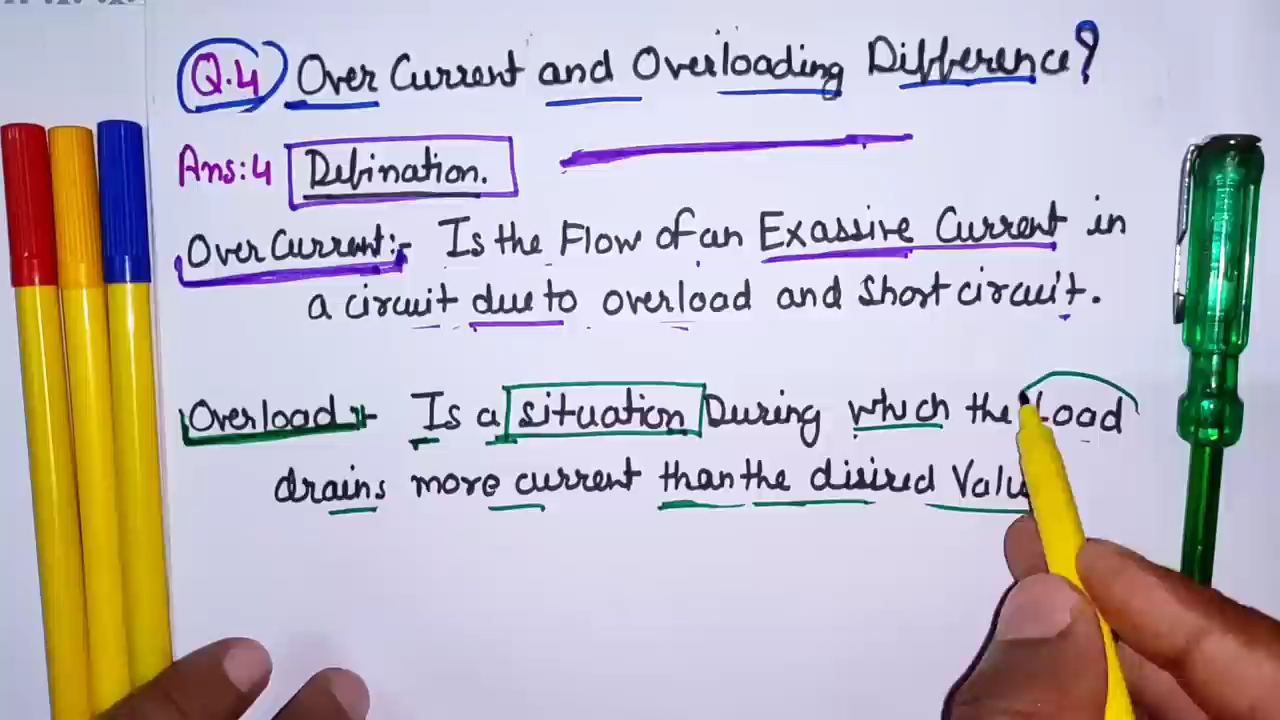 Q.4 Over Current and Overloading Difference?
Ans:4 Defination.
Over Current:- Is the Flow of an Exassive Current in
a circuit due to overload and Short circuit.
Overload:- Is a situation During which the Load
drains more current than the disired